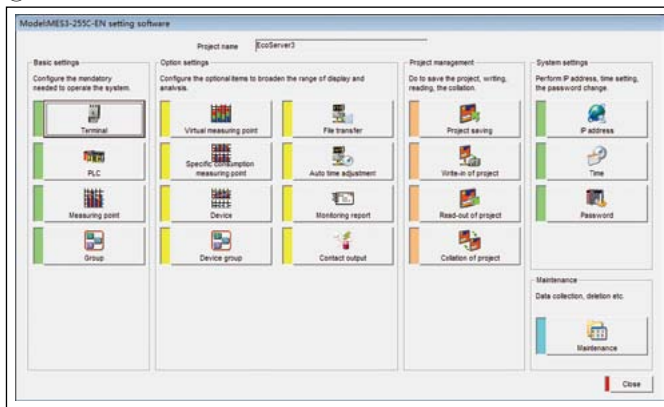 Model:MES3-255C-EN setting software
Project name EcoServer3
Basic settings
Configure the mandatory
needed to operate the system.
Terminal
PLC
Measuring point
Group
Option settings
Configure the optional items to broaden the range of display and
analysis.
Virtual measuring point
Specific consumption
measuring point
Device
Device group
File transfer
Auto time adjustment
Monitoring report
Contact output
Project management
Do to save the project, writing,
reading, the collation.
Project saving
Write-in of project
Read-out of project
Collation of project
System settings
Perform IP address, time setting,
the password change.
IP address
Time
Password
Maintenance
Data collection, deletion etc.
Maintenance
Close